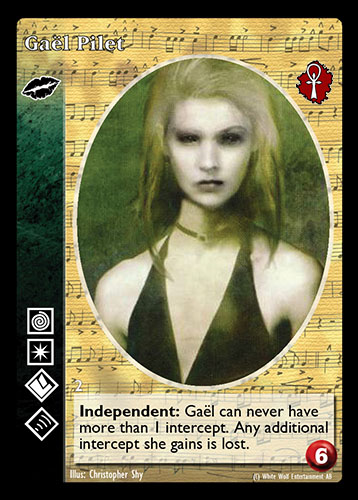 Gaël Pilet
2
Independent: Gaël can never have
more than 1 intercept. Any additional
intercept she gains is lost.
6
Illus: Christopher Shy
(C) White Wolf Entertainment AB